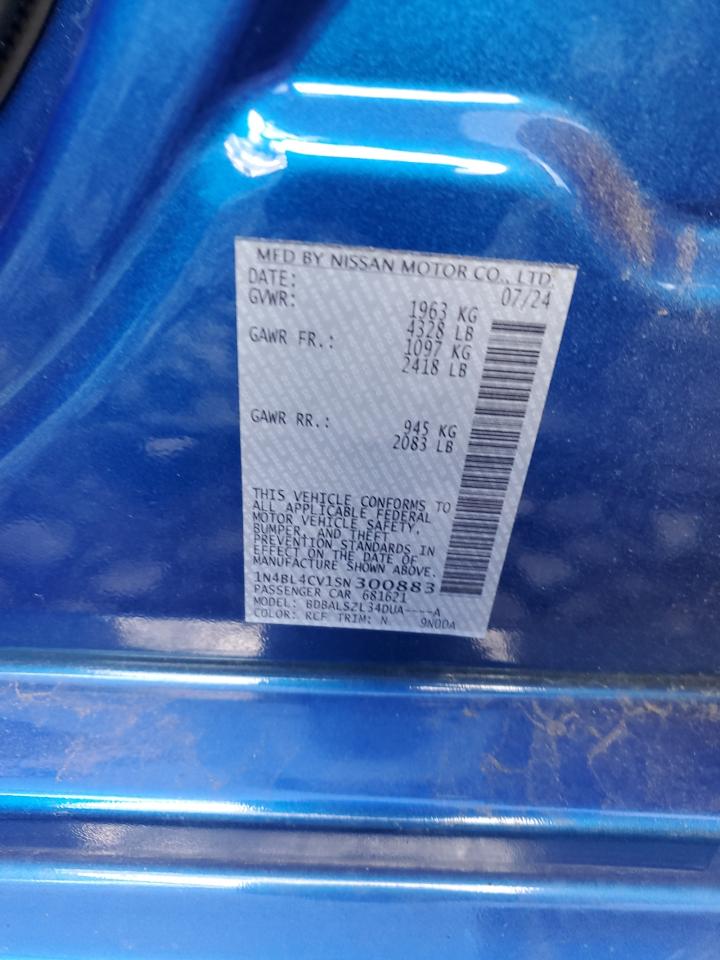 MFD BY NISSAN MOTOR CO., LTD.
DATE: 07/24
GVWR: 1963 KG
4328 LB
GAWR FR.: 1097 KG
2418 LB
GAWR RR.: 945 KG
2083 LB
THIS VEHICLE CONFORMS TO
ALL APPLICABLE FEDERAL
MOTOR VEHICLE SAFETY,
BUMPER, AND THEFT
PREVENTION STANDARDS IN
EFFECT ON THE DATE OF
MANUFACTURE SHOWN ABOVE.
1N4BL4CV1SN300883
PASSENGER CAR 681621
MODEL: BDBALSZL34DUA----A
COLOR: RCF TRIM: N 9N00A